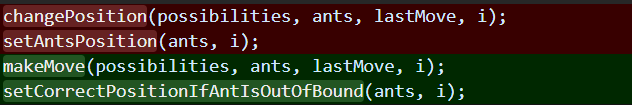 changePosition(possibilities, ants, lastMove, i);
setAntsPosition(ants, i);
makeMove(possibilities, ants, lastMove, i);
setCorrectPositionIfAntIsOutOfBound(ants, i);